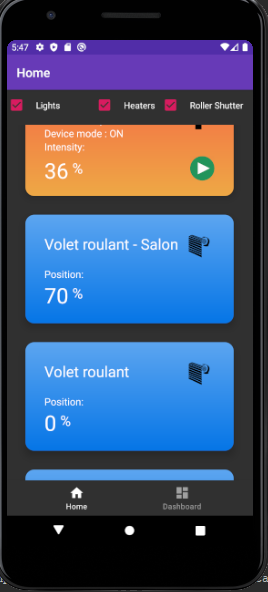 5:47
Home
Lights Heaters Roller Shutter
Device mode : ON
Intensity:
36 %
Volet roulant - Salon
Position:
70 %
Volet roulant
Position:
0 %
Home Dashboard